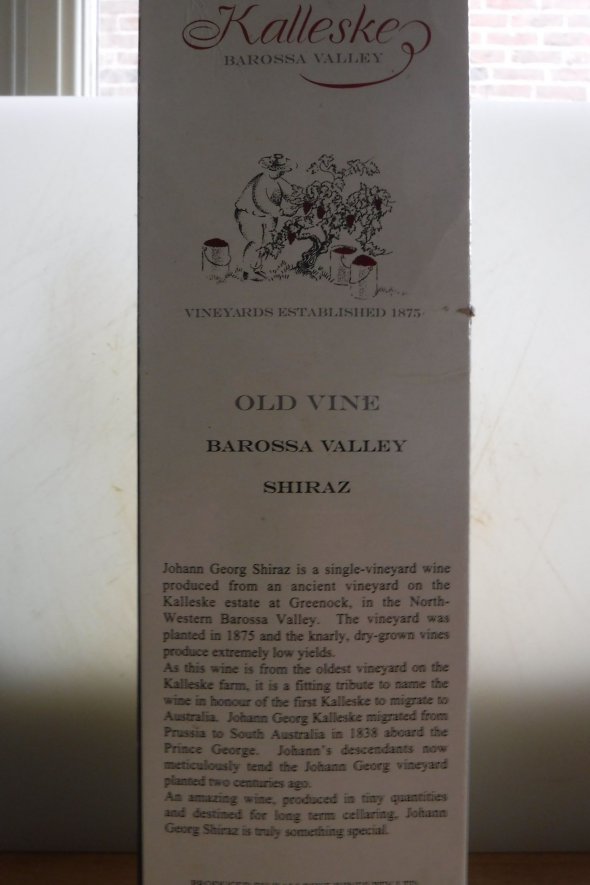 Kalleske
BAROSSA VALLEY
VINEYARDS ESTABLISHED 1875
OLD VINE
BAROSSA VALLEY
SHIRAZ
Johann Georg Shiraz is a single-vineyard wine
produced from an ancient vineyard on the
Kalleske estate at Greenock, in the North-
Western Barossa Valley. The vineyard was
planted in 1875 and the knarly, dry-grown vines
produce extremely low yields.
As this wine is from the oldest vineyard on the
Kalleske farm, it is a fitting tribute to name the
wine in honour of the first Kalleske to migrate to
Australia. Johann Georg Kalleske migrated from
Prussia to South Australia in 1838 aboard the
Prince George. Johann's descendants now
meticulously tend the Johann Georg vineyard
planted two centuries ago.
An amazing wine, produced in tiny quantities
and destined for long term cellaring, Johann
Georg Shiraz is truly something special.